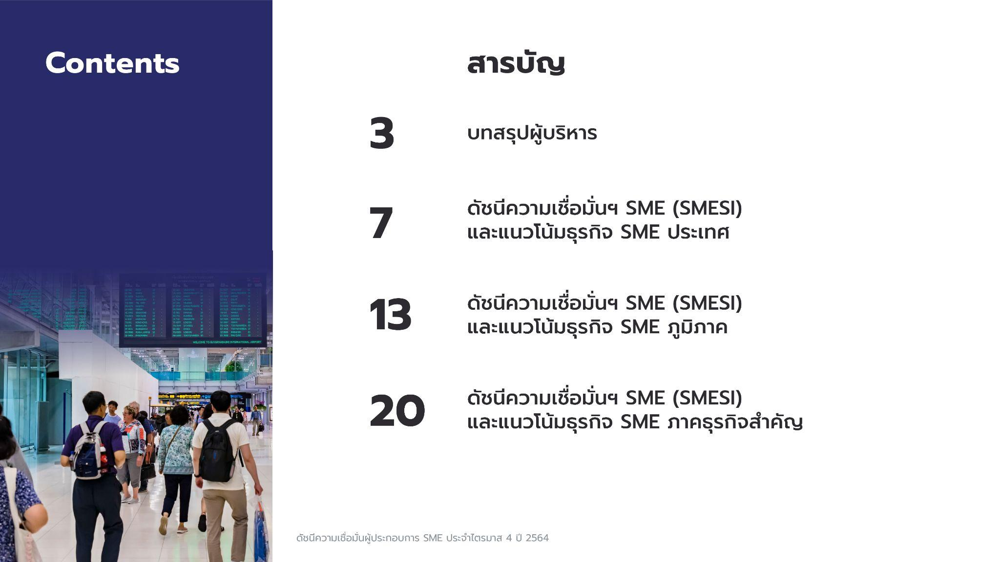 Contents
สารบัญ
3
บทสรุปผู้บริหาร
7
ดัชนีความเชื่อมั่นฯ SME (SMESI)
และแนวโน้มธุรกิจ SME ประเทศ
13
ดัชนีความเชื่อมั่นฯ SME (SMESI)
และแนวโน้มธุรกิจ SME ภูมิภาค
20
ดัชนีความเชื่อมั่นฯ SME (SMESI)
และแนวโน้มธุรกิจ SME ภาคธุรกิจสำคัญ
WELCOME TO SUVARNABHUMI INTERNATIONAL AIRPORT
ดัชนีความเชื่อมั่นผู้ประกอบการ SME ประจำไตรมาส 4 ปี 2564